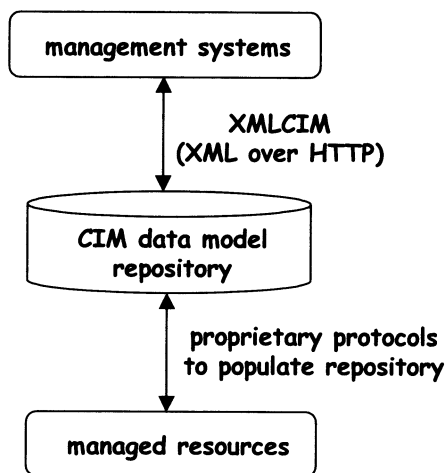 management systems
XMLCIM
(XML over HTTP)
CIM data model
repository
proprietary protocols
to populate repository
managed resources